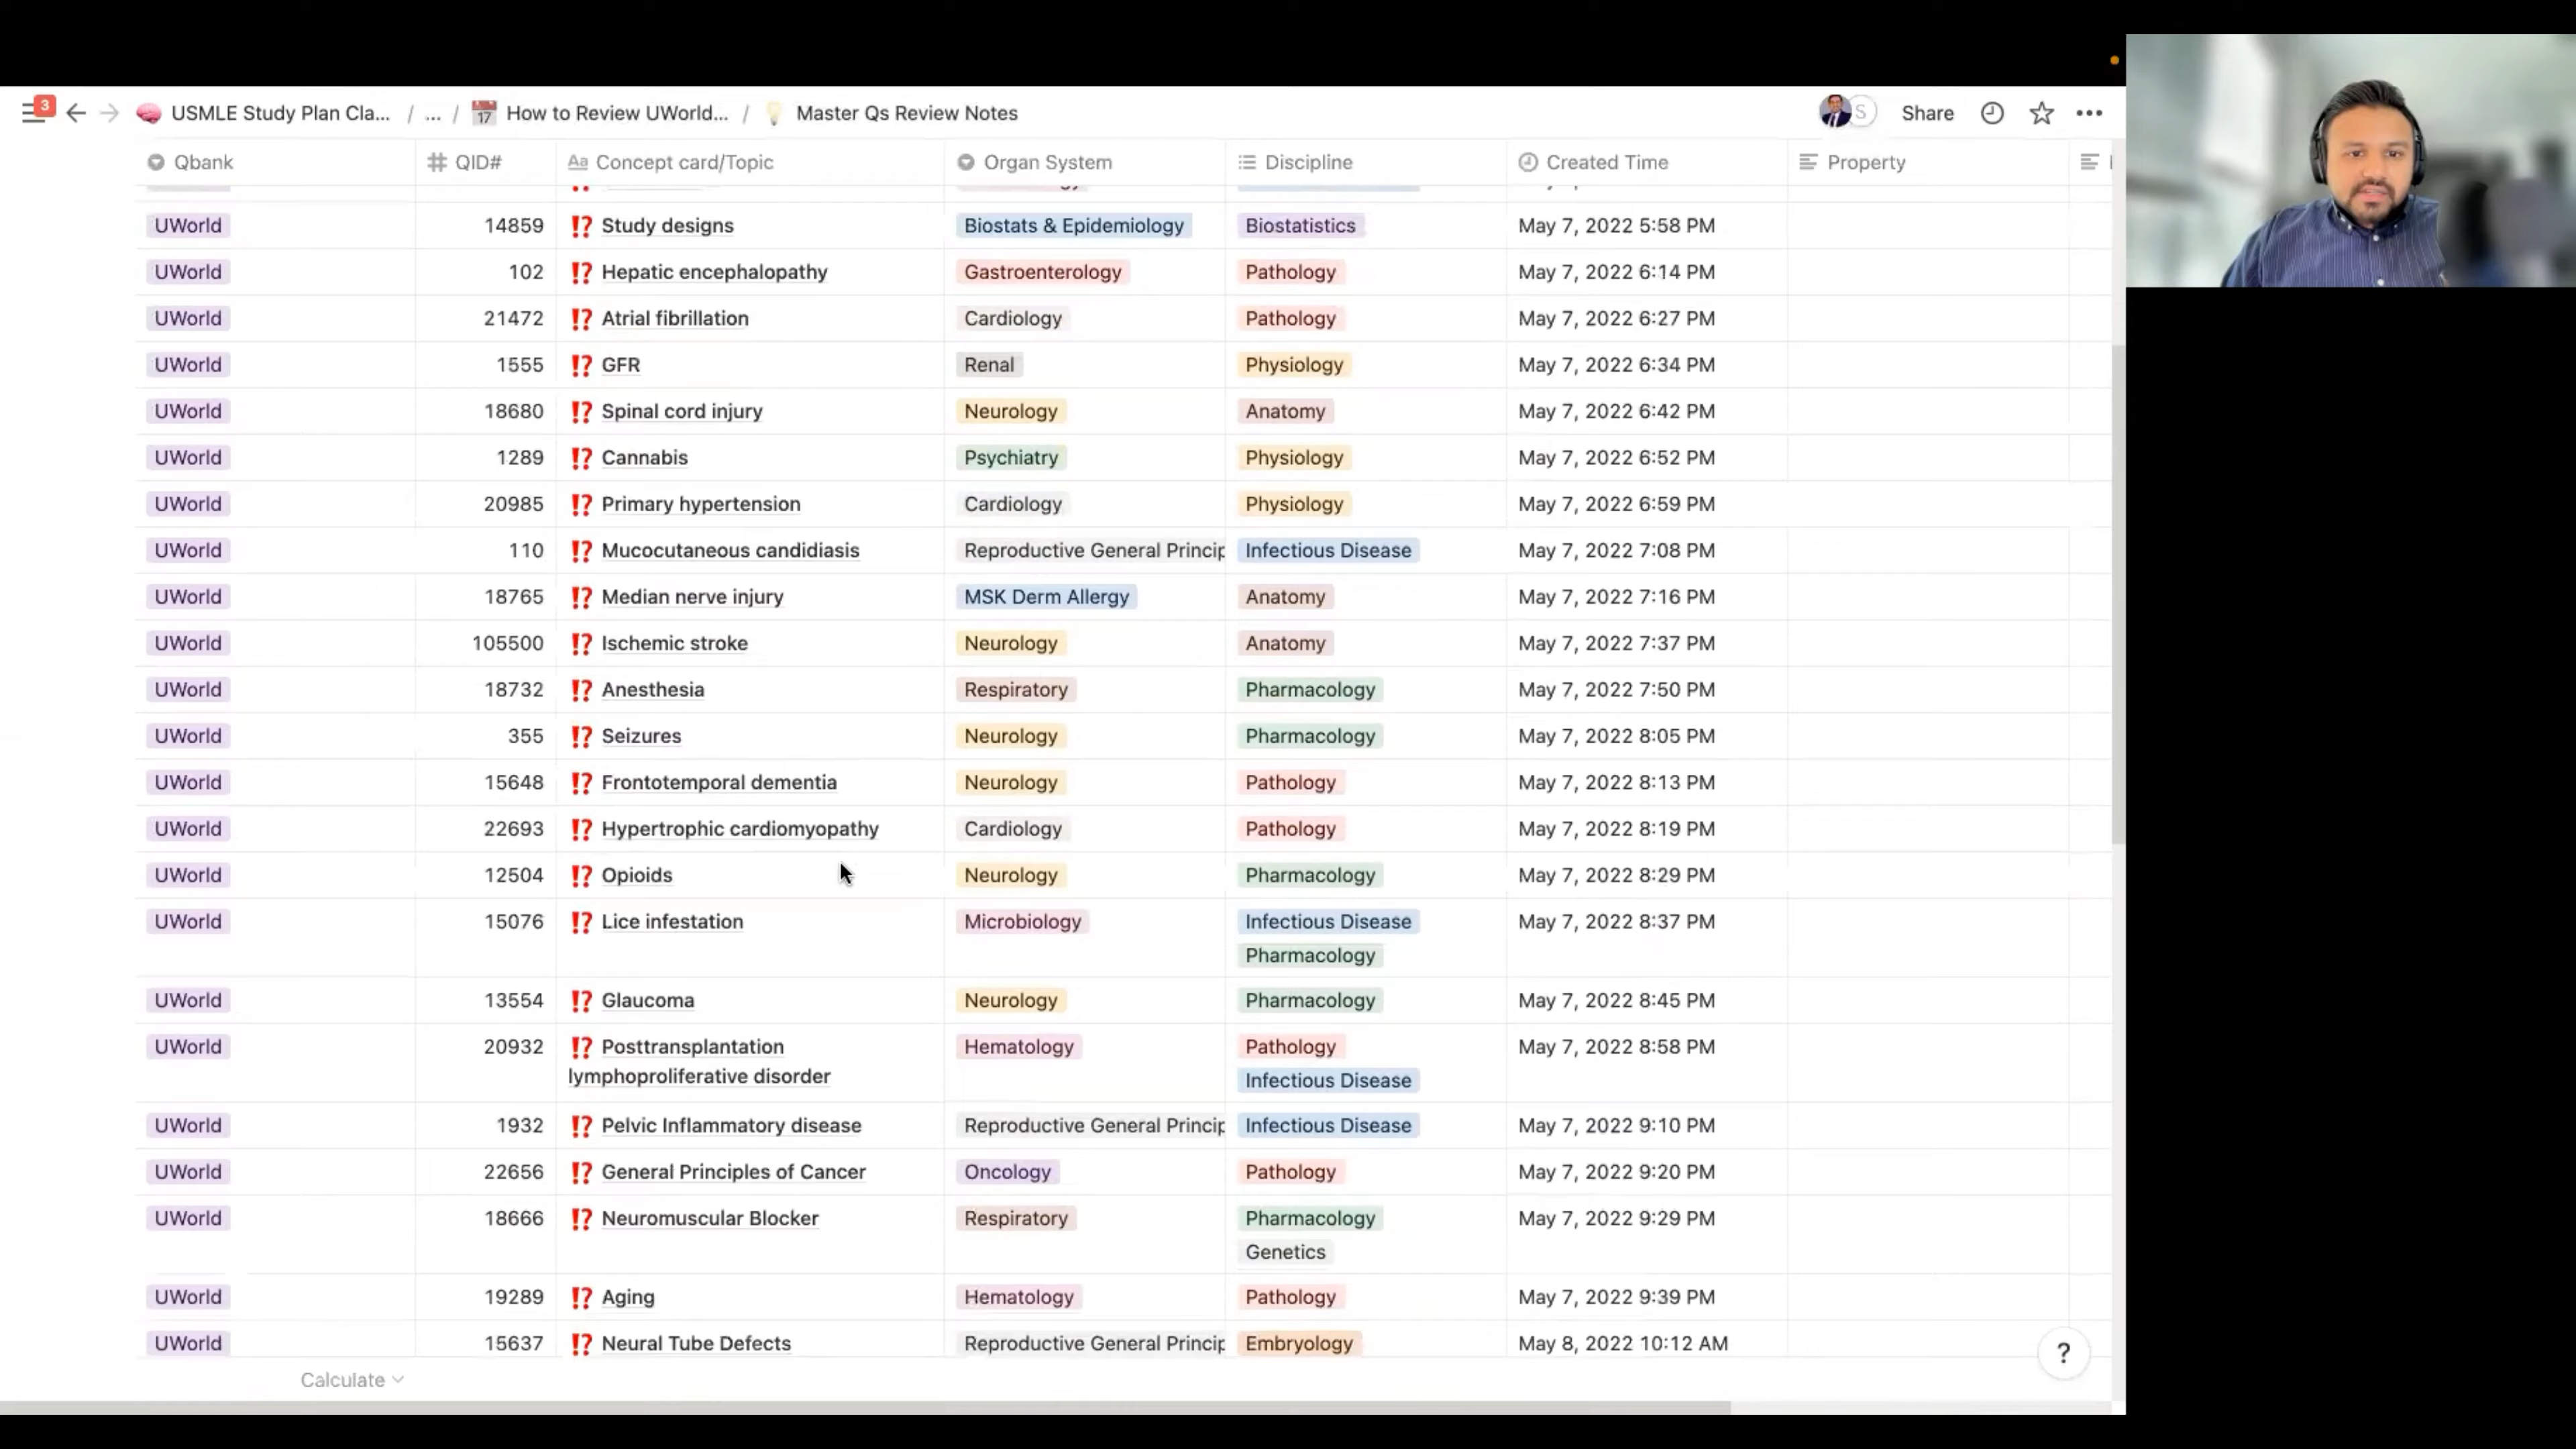 3 USMLE Study Plan Cla... / ... / 17 How to Review UWorld... / Master Qs Review Notes S Share
Qbank QID# Aa Concept card/Topic Organ System Discipline Created Time Property
UWorld 14859 ⁉ Study designs Biostats & Epidemiology Biostatistics May 7, 2022 5:58 PM
UWorld 102 ⁉ Hepatic encephalopathy Gastroenterology Pathology May 7, 2022 6:14 PM
UWorld 21472 ⁉ Atrial fibrillation Cardiology Pathology May 7, 2022 6:27 PM
UWorld 1555 ⁉ GFR Renal Physiology May 7, 2022 6:34 PM
UWorld 18680 ⁉ Spinal cord injury Neurology Anatomy May 7, 2022 6:42 PM
UWorld 1289 ⁉ Cannabis Psychiatry Physiology May 7, 2022 6:52 PM
UWorld 20985 ⁉ Primary hypertension Cardiology Physiology May 7, 2022 6:59 PM
UWorld 110 ⁉ Mucocutaneous candidiasis Reproductive General Princip Infectious Disease May 7, 2022 7:08 PM
UWorld 18765 ⁉ Median nerve injury MSK Derm Allergy Anatomy May 7, 2022 7:16 PM
UWorld 105500 ⁉ Ischemic stroke Neurology Anatomy May 7, 2022 7:37 PM
UWorld 18732 ⁉ Anesthesia Respiratory Pharmacology May 7, 2022 7:50 PM
UWorld 355 ⁉ Seizures Neurology Pharmacology May 7, 2022 8:05 PM
UWorld 15648 ⁉ Frontotemporal dementia Neurology Pathology May 7, 2022 8:13 PM
UWorld 22693 ⁉ Hypertrophic cardiomyopathy Cardiology Pathology May 7, 2022 8:19 PM
UWorld 12504 ⁉ Opioids Neurology Pharmacology May 7, 2022 8:29 PM
UWorld 15076 ⁉ Lice infestation Microbiology Infectious Disease May 7, 2022 8:37 PM
Pharmacology
UWorld 13554 ⁉ Glaucoma Neurology Pharmacology May 7, 2022 8:45 PM
UWorld 20932 ⁉ Posttransplantation Hematology Pathology May 7, 2022 8:58 PM
lymphoproliferative disorder Infectious Disease
UWorld 1932 ⁉ Pelvic Inflammatory disease Reproductive General Princip Infectious Disease May 7, 2022 9:10 PM
UWorld 22656 ⁉ General Principles of Cancer Oncology Pathology May 7, 2022 9:20 PM
UWorld 18666 ⁉ Neuromuscular Blocker Respiratory Pharmacology May 7, 2022 9:29 PM
Genetics
UWorld 19289 ⁉ Aging Hematology Pathology May 7, 2022 9:39 PM
UWorld 15637 ⁉ Neural Tube Defects Reproductive General Princip Embryology May 8, 2022 10:12 AM
Calculate ?